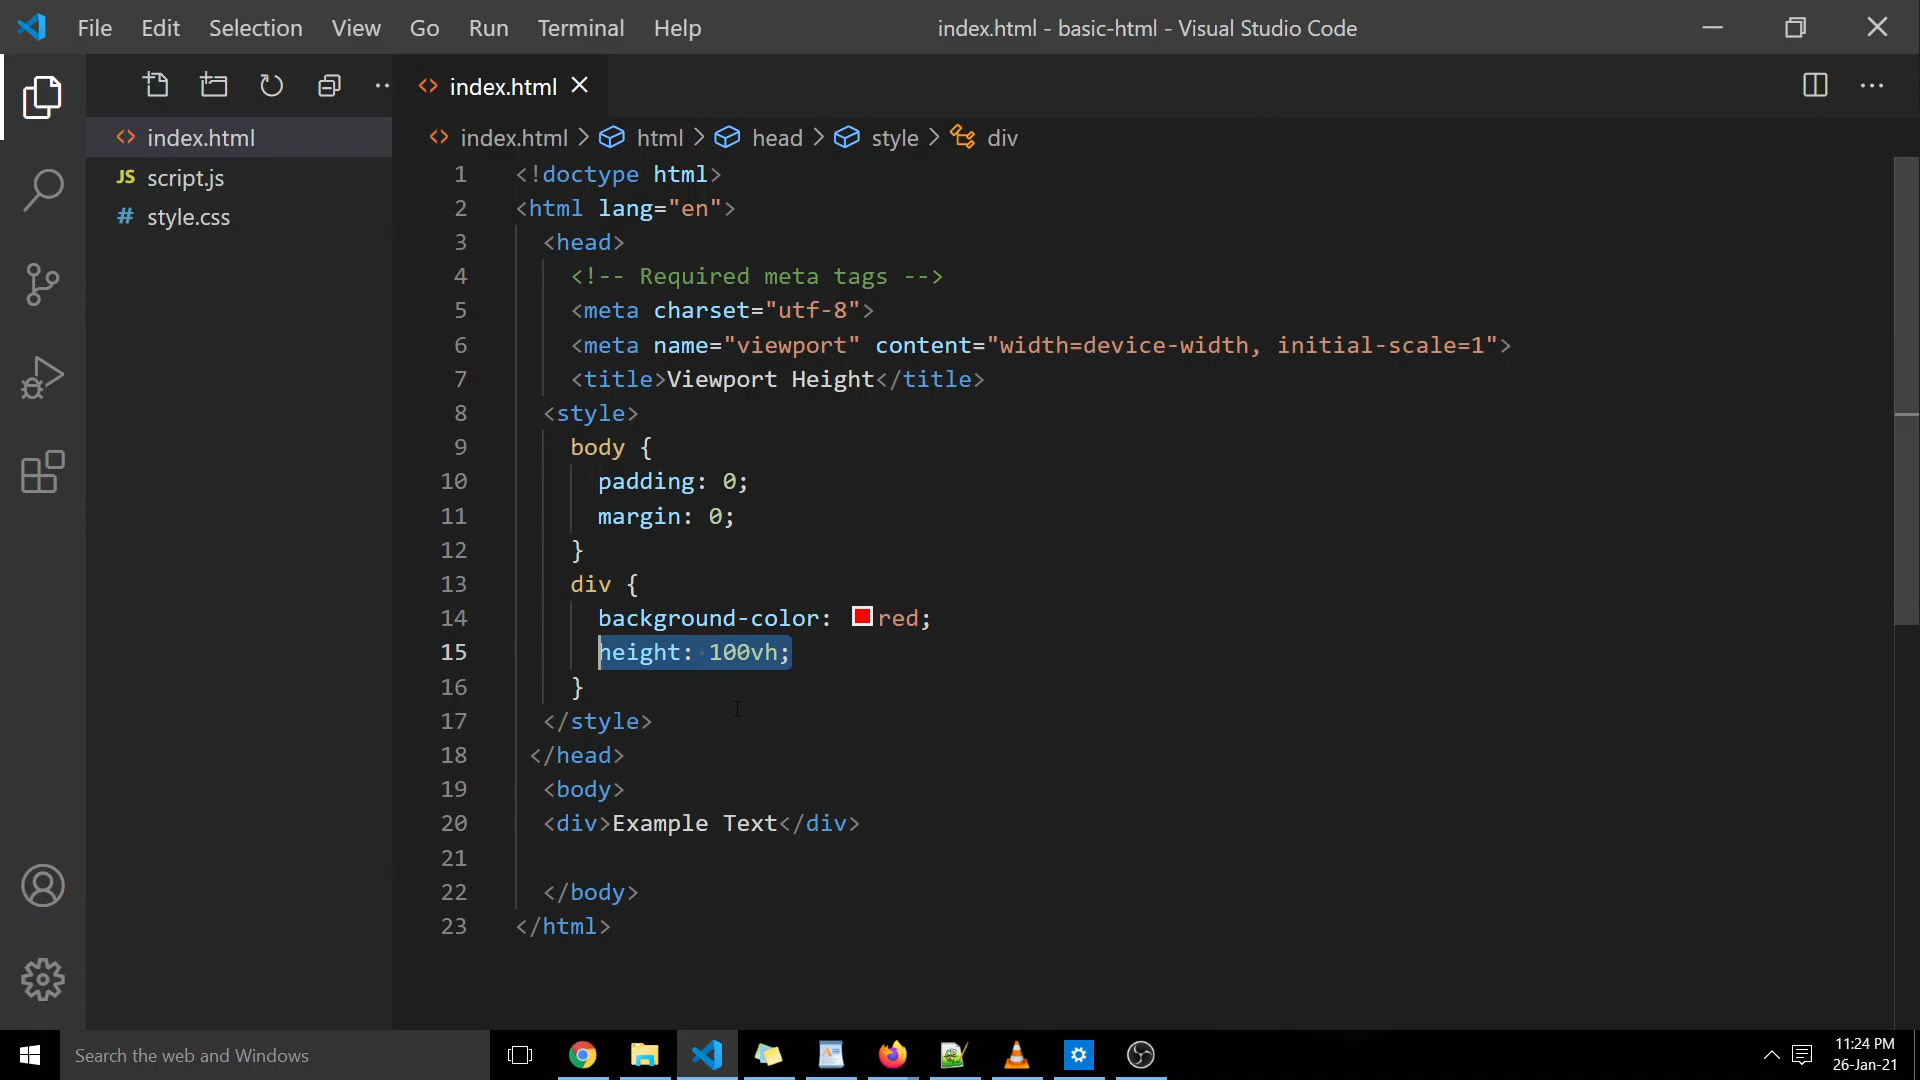 File Edit Selection View Go Run Terminal Help index.html - basic-html - Visual Studio Code
index.html
index.html
JS script.js
# style.css
index.html > html > head > style > div
1 <!doctype html>
2 <html lang="en">
3 <head>
4 <!-- Required meta tags -->
5 <meta charset="utf-8">
6 <meta name="viewport" content="width=device-width, initial-scale=1">
7 <title>Viewport Height</title>
8 <style>
9 body {
10 padding: 0;
11 margin: 0;
12 }
13 div {
14 background-color: red;
15 height: 100vh;
16 }
17 </style>
18 </head>
19 <body>
20 <div>Example Text</div>
21
22 </body>
23 </html>
Search the web and Windows
11:24 PM
26-Jan-21